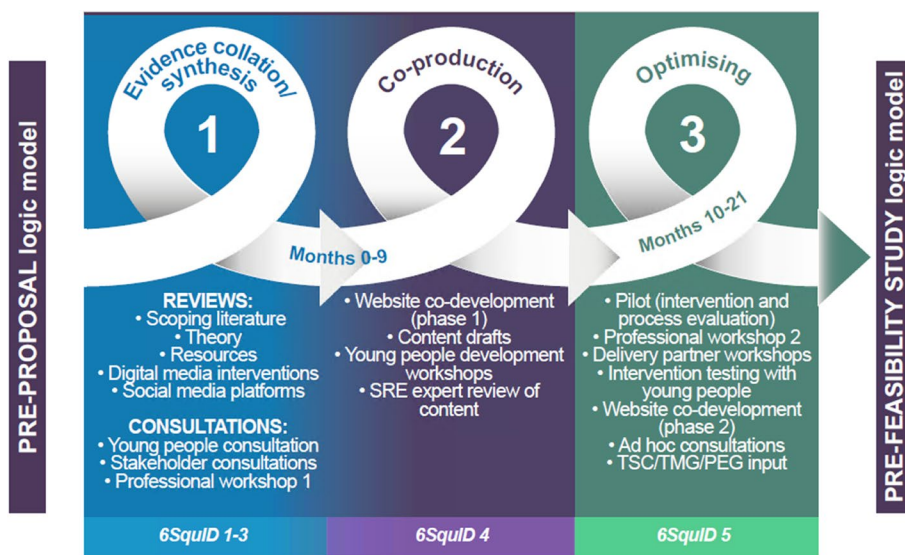 PRE-PROPOSAL logic model
Evidence collation/
synthesis
1
Co-production
2
Optimising
3
Months 0-9
Months 10-21
REVIEWS:
• Scoping literature
• Theory
• Resources
• Digital media interventions
• Social media platforms
CONSULTATIONS:
• Young people consultation
• Stakeholder consultations
• Professional workshop 1
• Website co-development
(phase 1)
• Content drafts
• Young people development
workshops
• SRE expert review of
content
• Pilot (intervention and
process evaluation)
• Professional workshop 2
• Delivery partner workshops
• Intervention testing with
young people
• Website co-development
(phase 2)
• Ad hoc consultations
• TSC/TMG/PEG input
6SquID 1-3
6SquID 4
6SquID 5
PRE-FEASIBILITY STUDY logic model